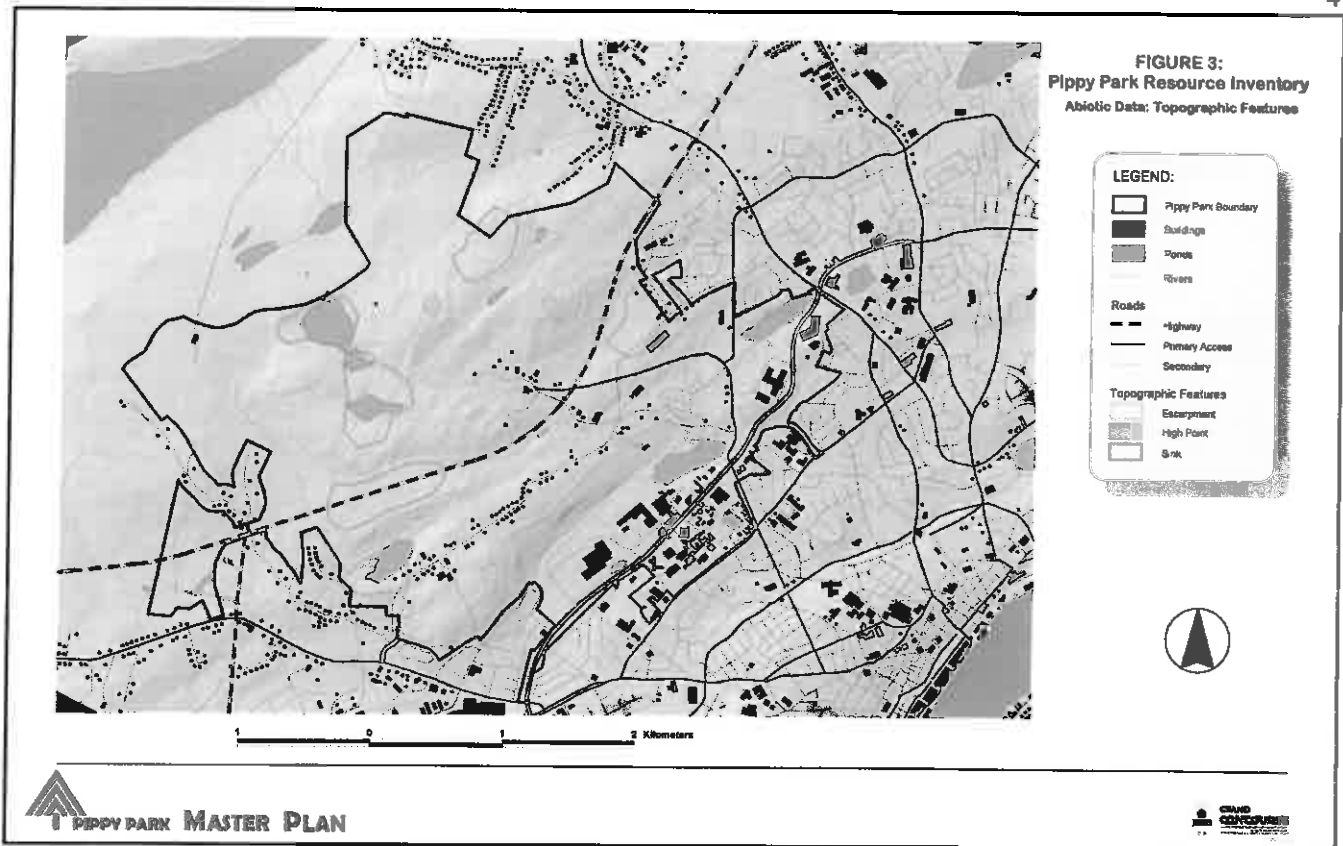 4
FIGURE 3:
Pippy Park Resource Inventory
Abiotic Data: Topographic Features
LEGEND:
Pippy Park Boundary
Buildings
Ponds
Rivers
Roads
Highway
Primary Access
Secondary
Topographic Features
Escarpment
High Point
Sink
1 0 1 2 Kilometers
PIPPY PARK MASTER PLAN